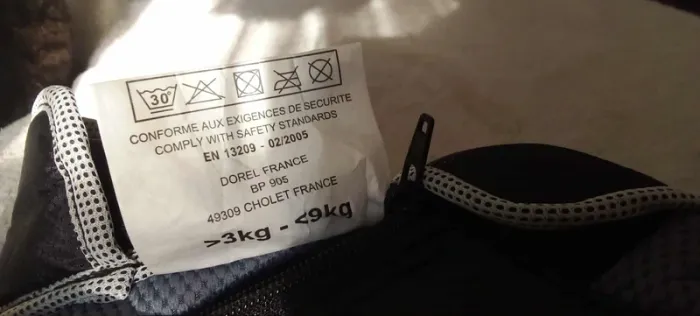 30°
CONFORME AUX EXIGENCES DE SECURITE
COMPLY WITH SAFETY STANDARDS
EN 13209 - 02/2005
DOREL FRANCE
BP 905
49309 CHOLET FRANCE
>3kg - <9kg